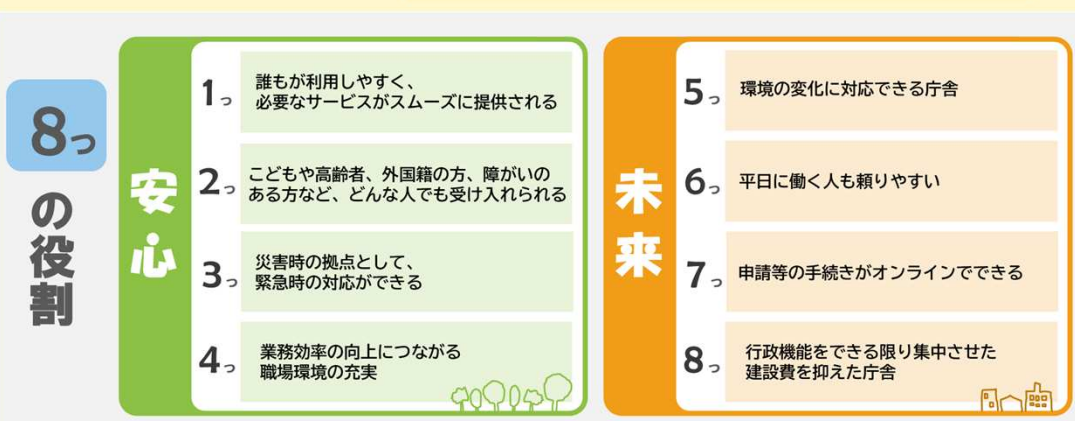 8つ
の役割
安心
1つ
誰もが利用しやすく、
必要なサービスがスムーズに提供される
2つ
こどもや高齢者、外国籍の方、障がいの
ある方など、どんな人でも受け入れられる
3つ
災害時の拠点として、
緊急時の対応ができる
4つ
業務効率の向上につながる
職場環境の充実
未来
5つ
環境の変化に対応できる庁舎
6つ
平日に働く人も頼りやすい
7つ
申請等の手続きがオンラインでできる
8つ
行政機能をできる限り集中させた
建設費を抑えた庁舎